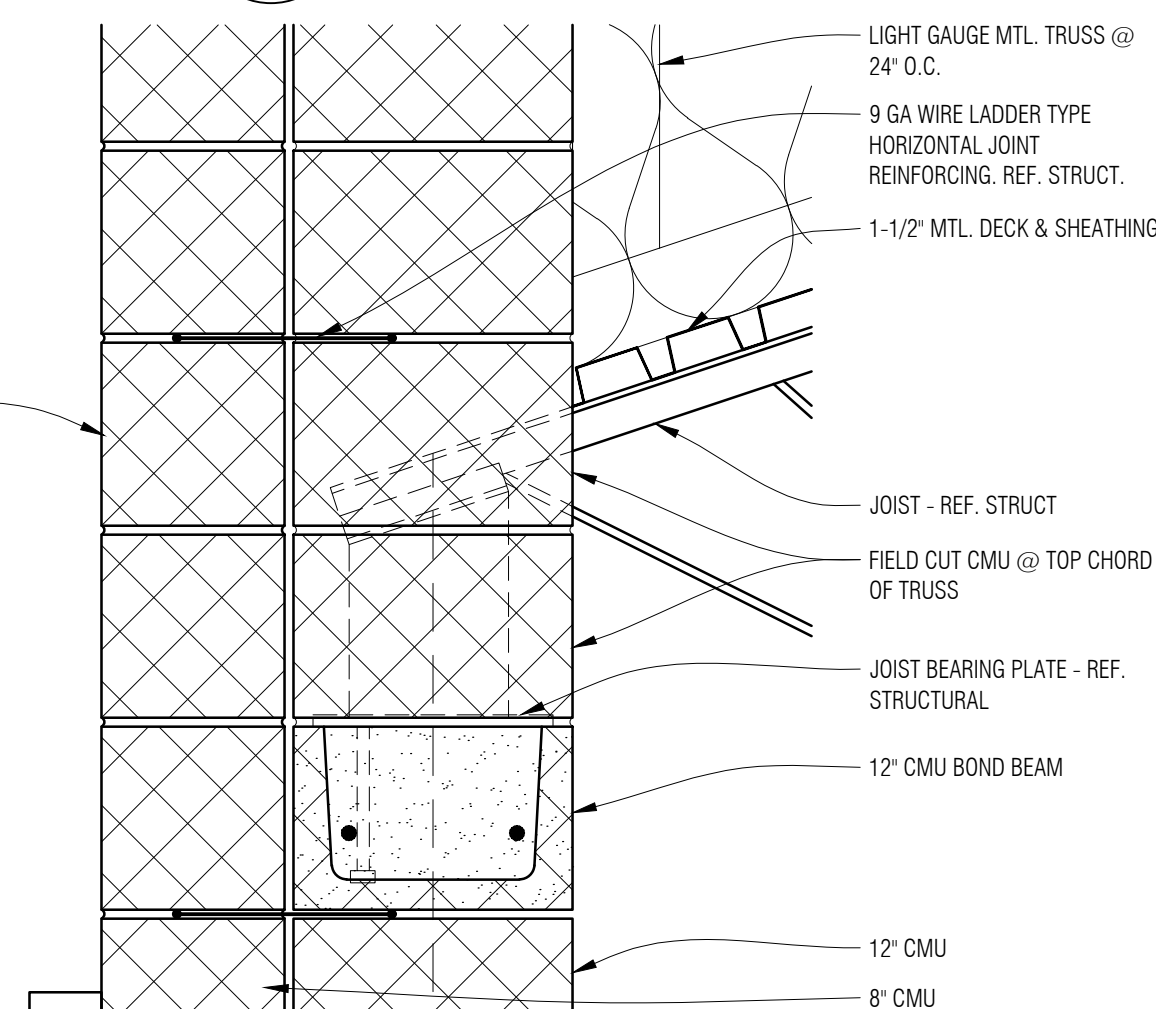 LIGHT GAUGE MTL. TRUSS @
24" O.C.
9 GA WIRE LADDER TYPE
HORIZONTAL JOINT
REINFORCING. REF. STRUCT.
1-1/2" MTL. DECK & SHEATHING
JOIST - REF. STRUCT
FIELD CUT CMU @ TOP CHORD
OF TRUSS
JOIST BEARING PLATE - REF.
STRUCTURAL
12" CMU BOND BEAM
12" CMU
8" CMU